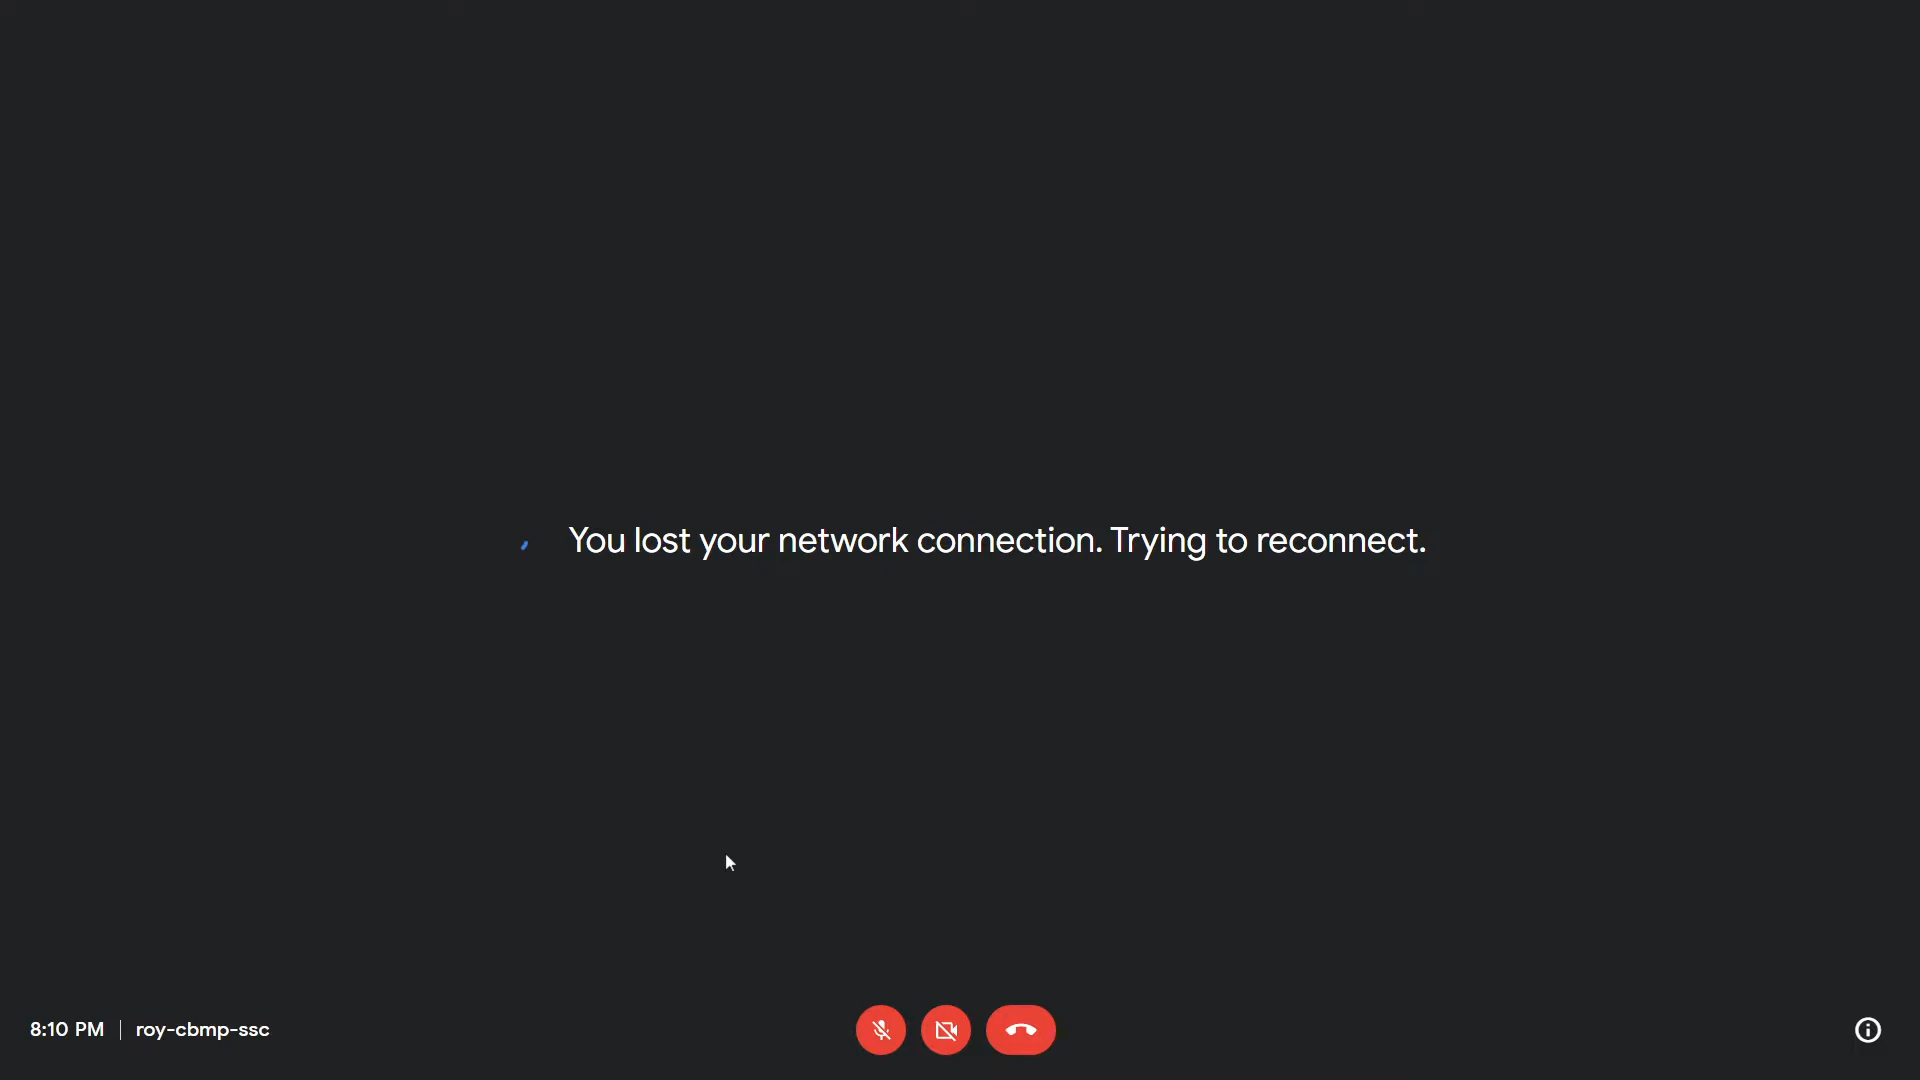 You lost your network connection. Trying to reconnect.
8:10 PM | roy-cbmp-ssc